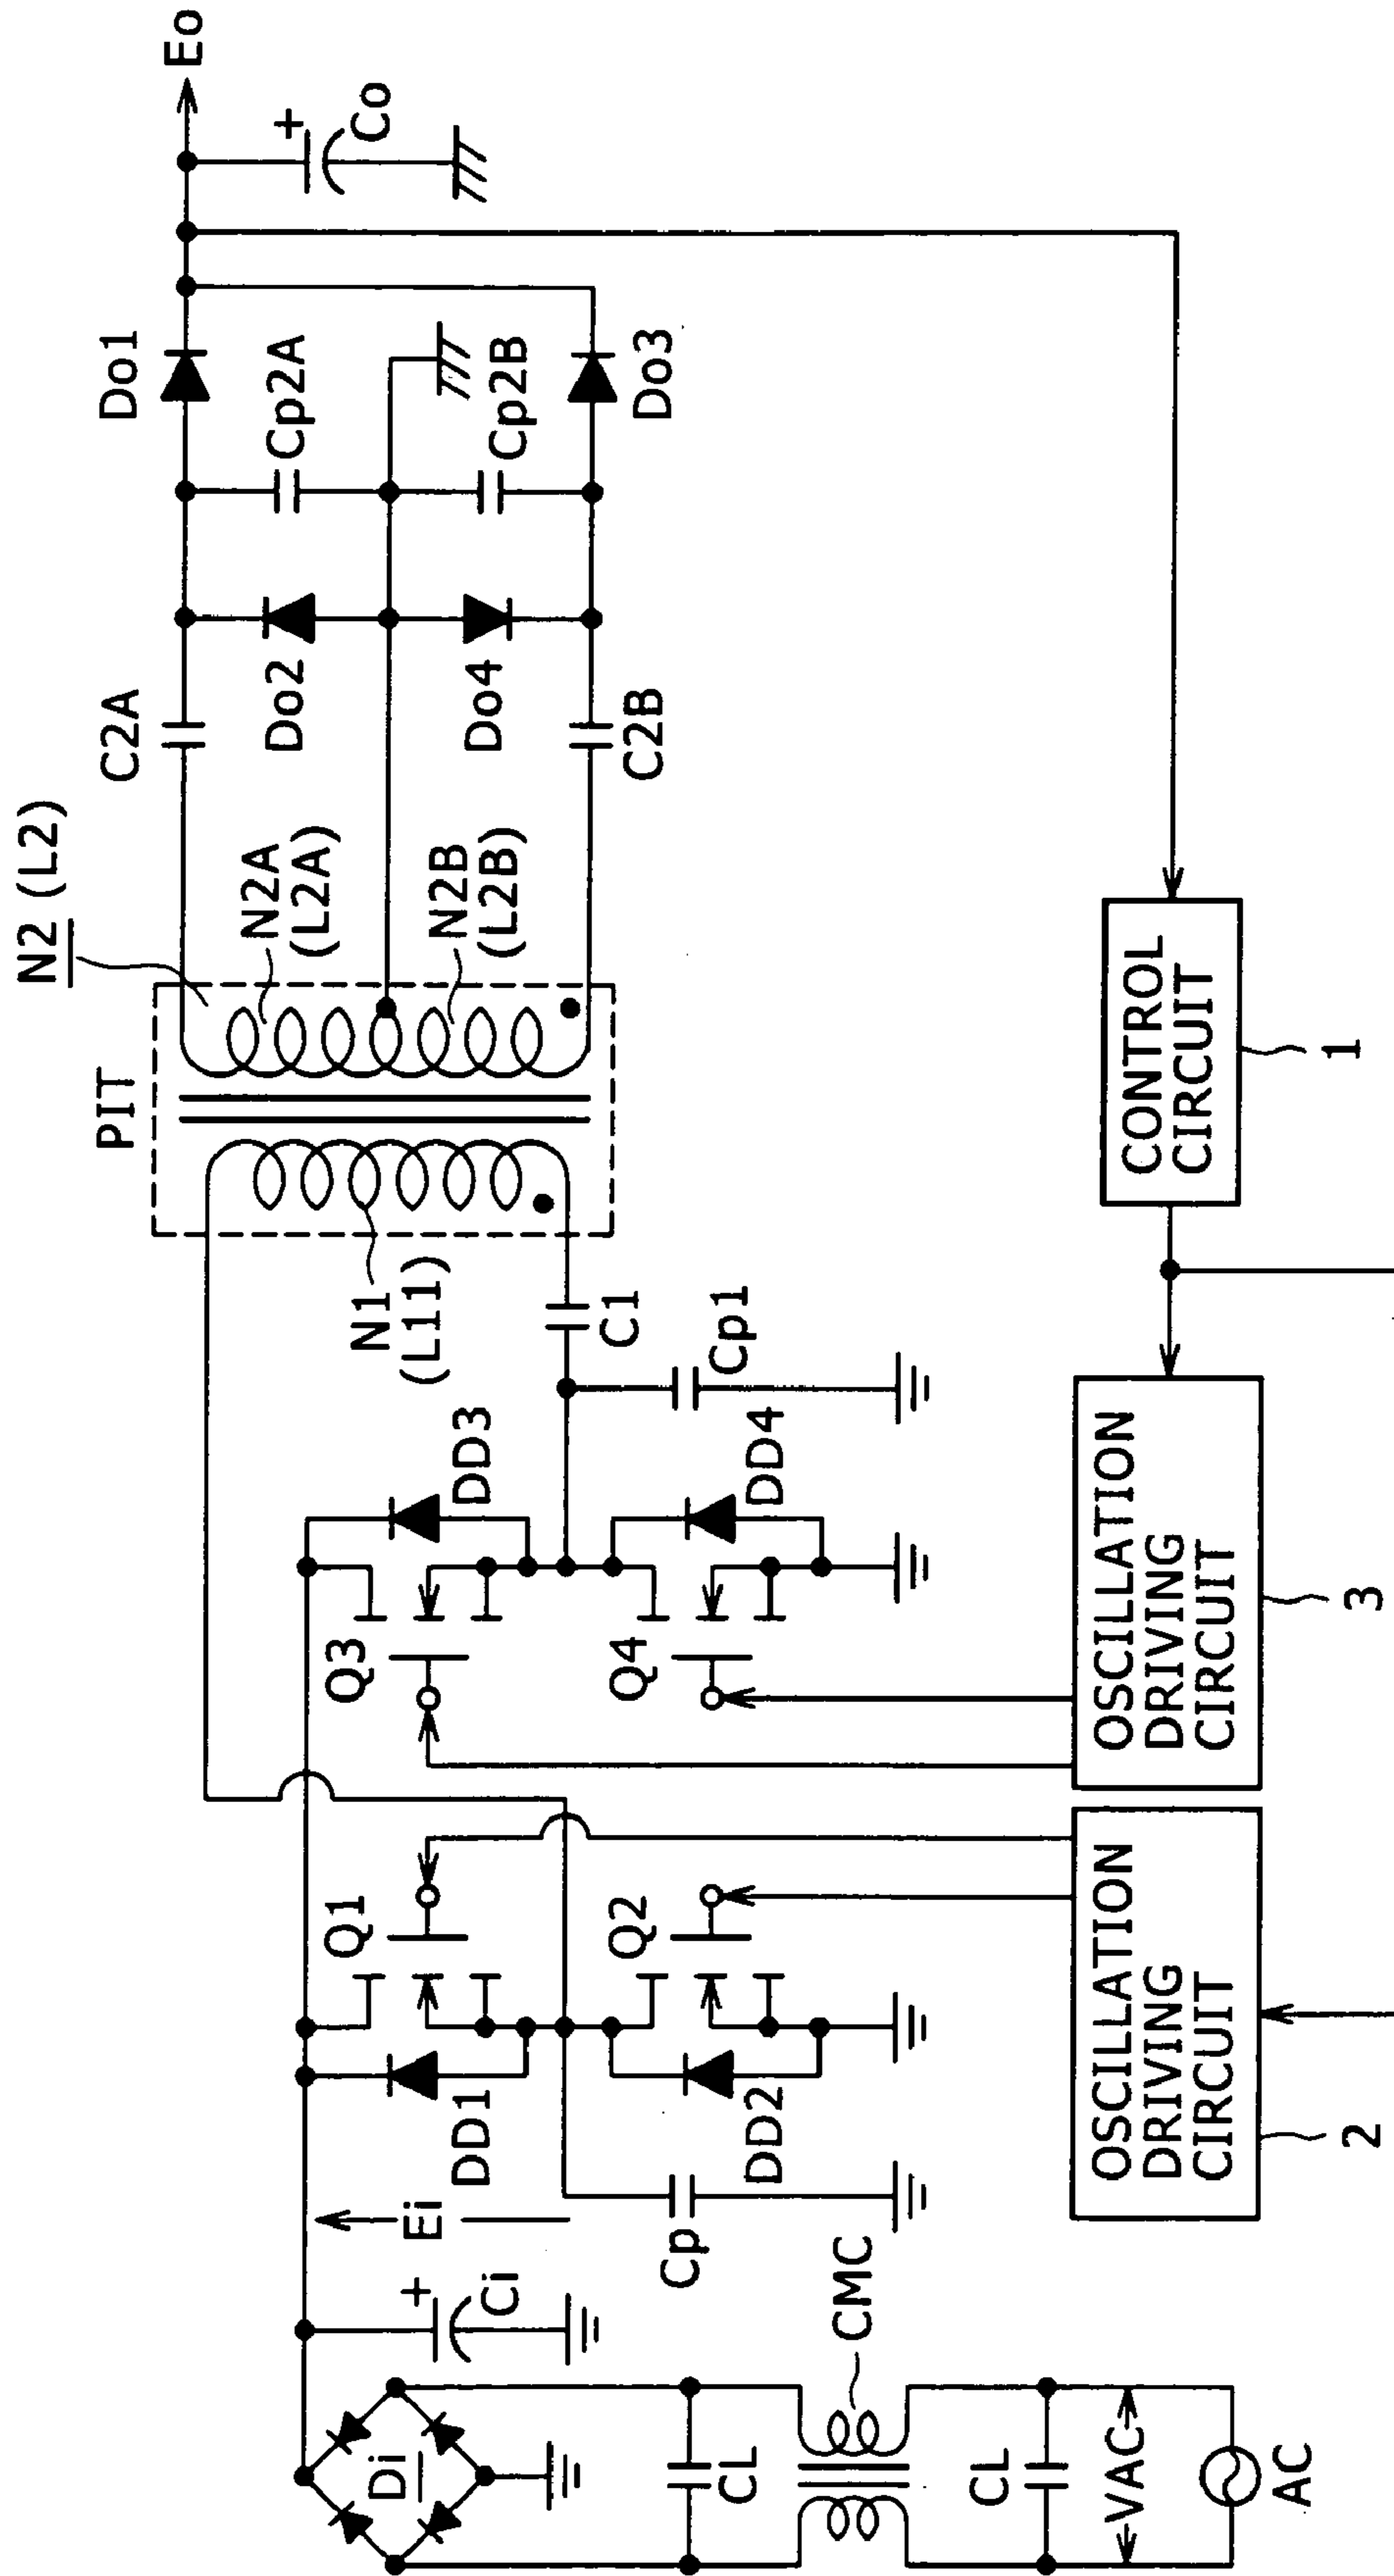 Eo
+
Co
Do1
Cp2A
Cp2B
Do3
C2A
Do2
Do4
C2B
N2 (L2)
N2A
(L2A)
N2B
(L2B)
PIT
N1
(L11)
C1
Cp1
DD3
DD4
Q3
Q4
Q1
Q2
DD1
DD2
Ei
Cp
+
Ci
Di
CL
CMC
CL
VAC
AC
CONTROL
CIRCUIT
1
OSCILLATION
DRIVING
CIRCUIT
3
OSCILLATION
DRIVING
CIRCUIT
2